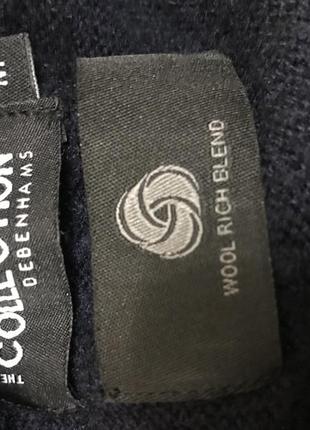 THE
COLLECTION
DEBENHAMS
WOOL RICH BLEND